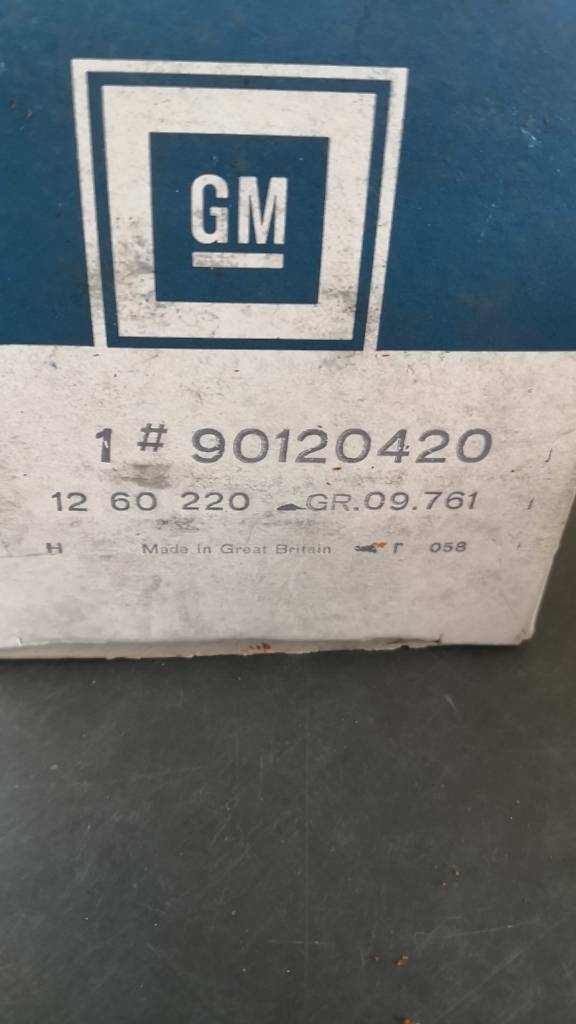 GM
1 # 90120420
12 60 220 GR.09.761
H Made in Great Britain 058